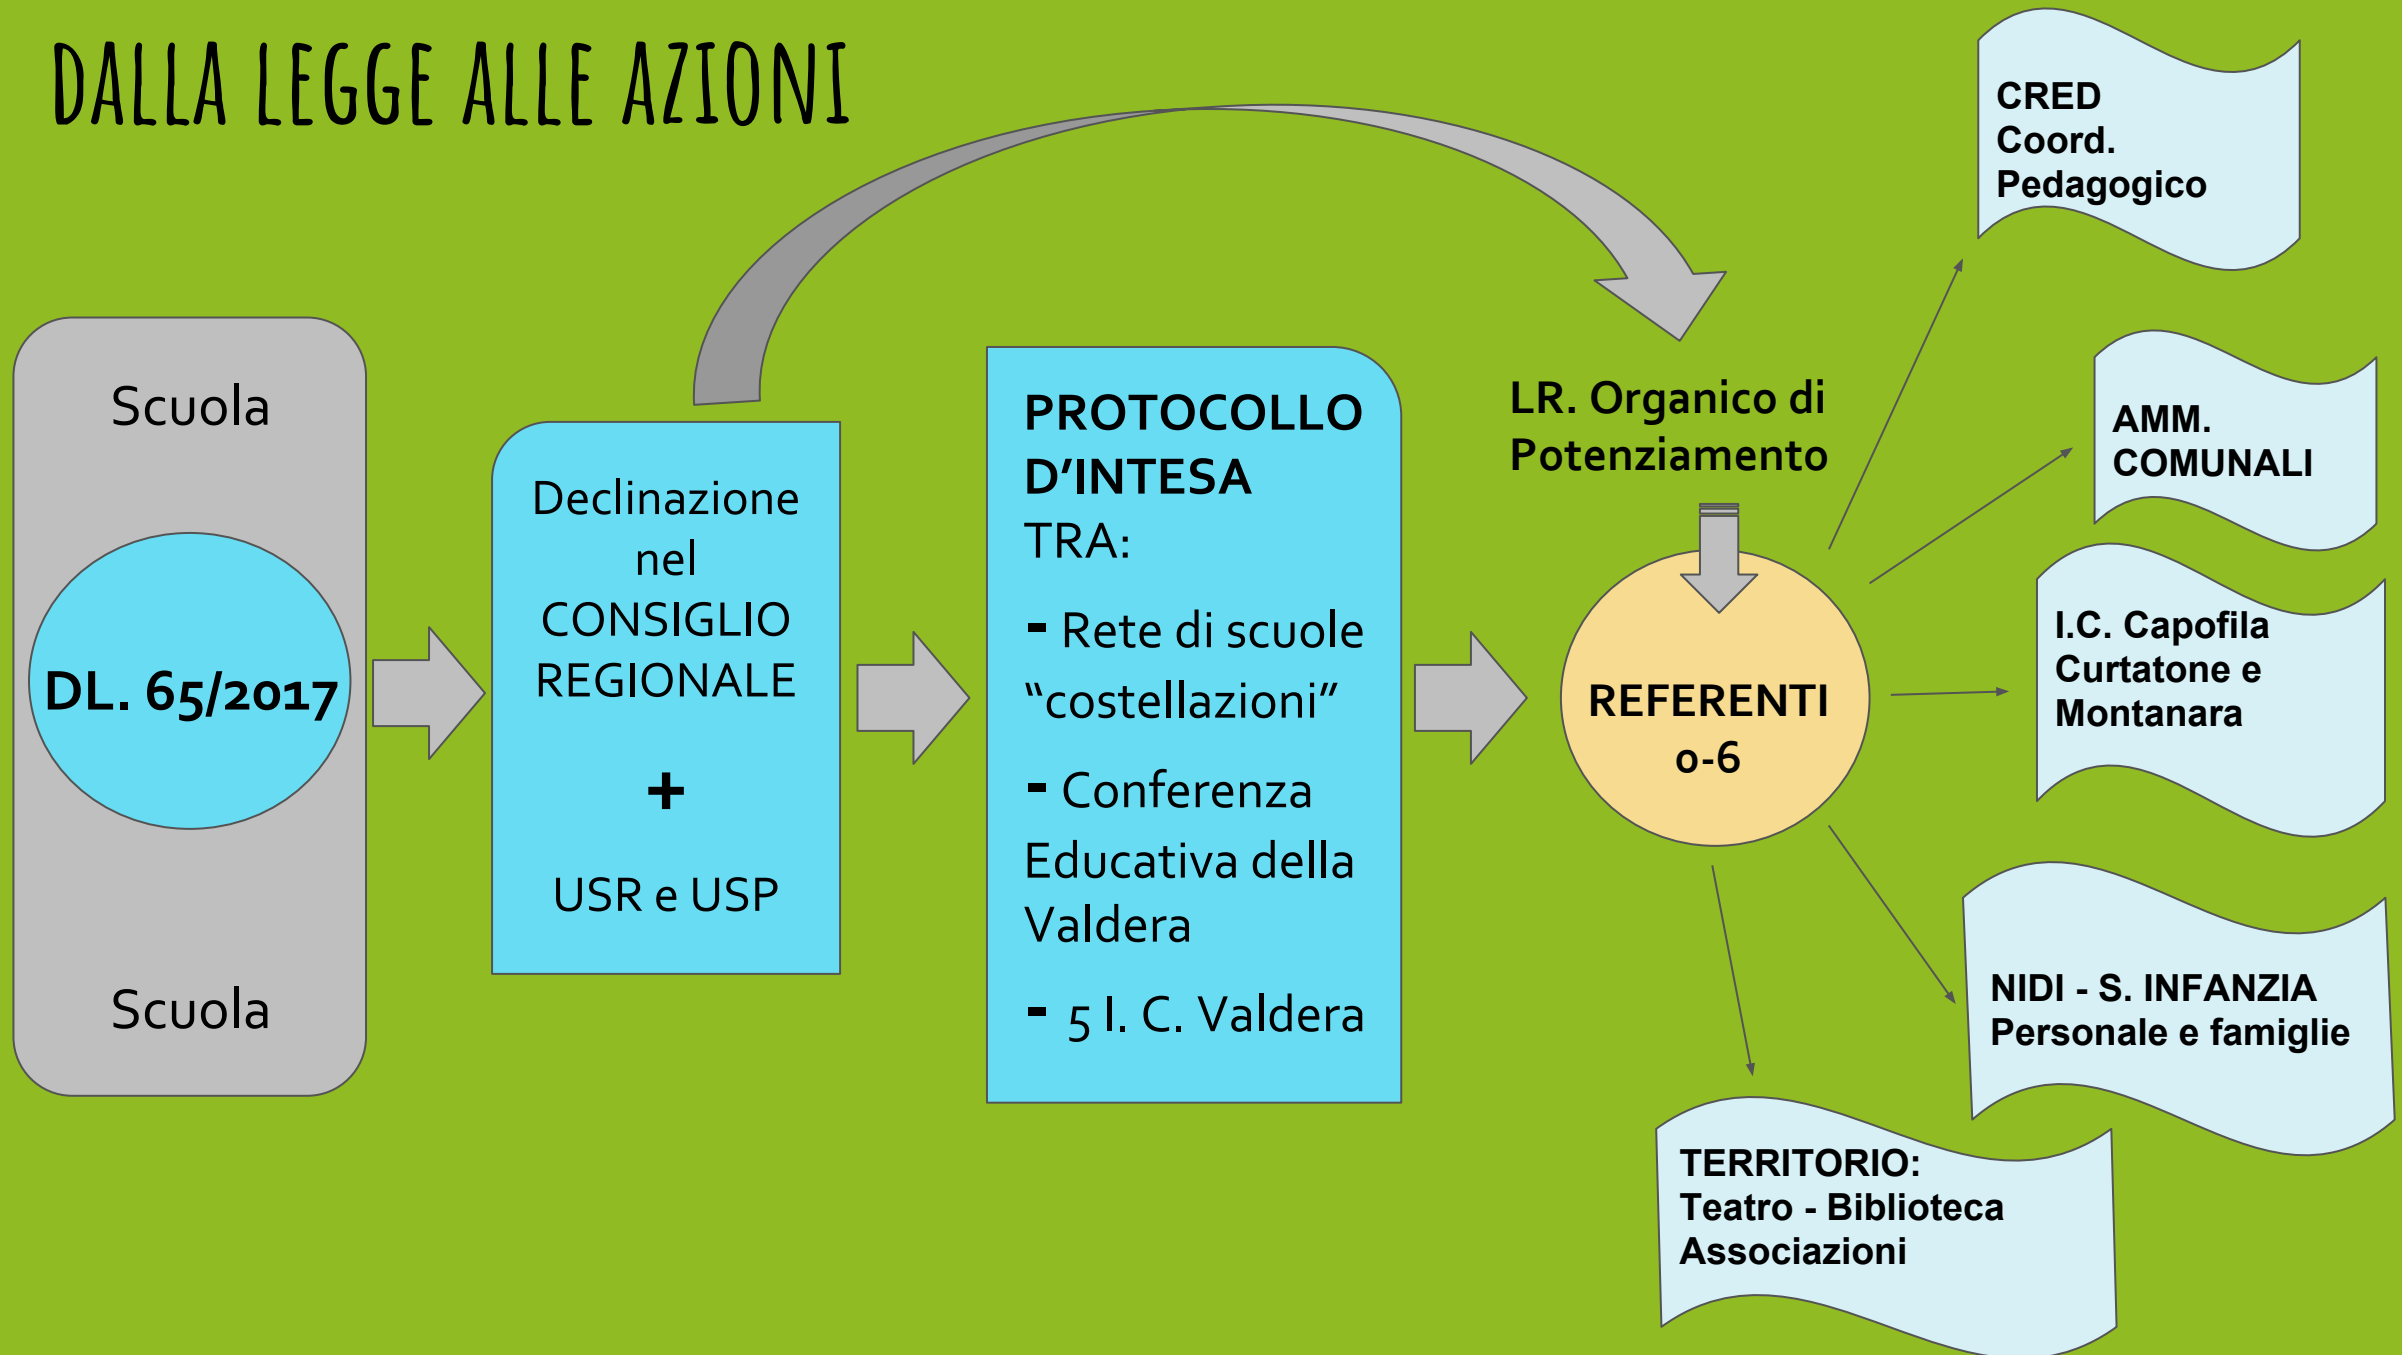 DALLA LEGGE ALLE AZIONI
Scuola
DL. 65/2017
Scuola
Declinazione
nel
CONSIGLIO
REGIONALE
+
USR e USP
PROTOCOLLO
D’INTESA
TRA:
- Rete di scuole
“costellazioni”
- Conferenza
Educativa della
Valdera
- 5 I. C. Valdera
LR. Organico di
Potenziamento
REFERENTI
0-6
CRED
Coord.
Pedagogico
AMM.
COMUNALI
I.C. Capofila
Curtatone e
Montanara
NIDI - S. INFANZIA
Personale e famiglie
TERRITORIO:
Teatro - Biblioteca
Associazioni